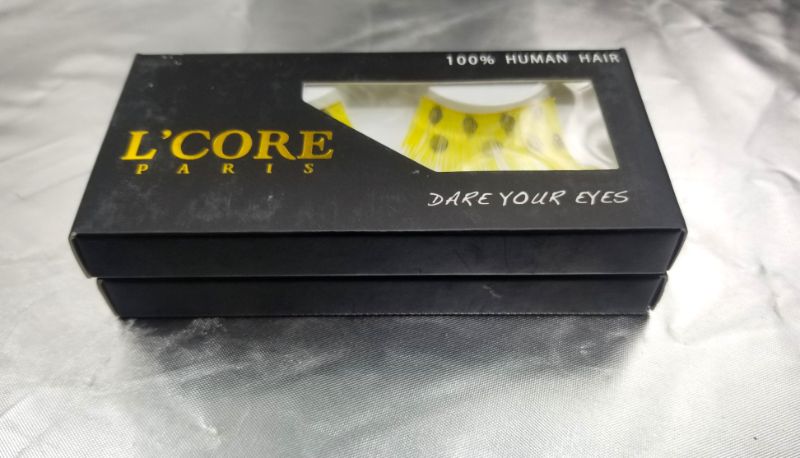 100% HUMAN HAIR
L'CORE
PARIS
DARE YOUR EYES